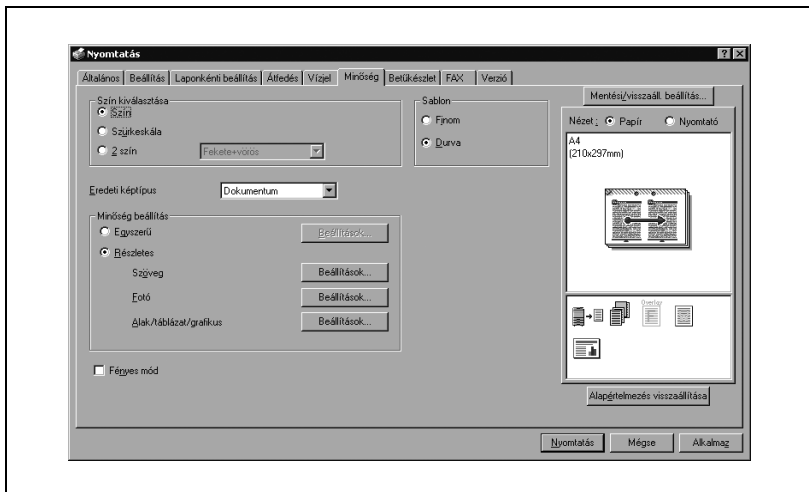 Nyomtatás
Általános Beállítás Laponkénti beállítás Átfedés Vízjel Minőség Betűkészlet FAX Verzió
Szín kiválasztása
Szín
Szürkeskála
2 szín Fekete+vörös
Sablon
Finom
Durva
Eredeti képtípus Dokumentum
Minőség beállítás
Egyszerű Beállítások...
Részletes
Szöveg Beállítások...
Fotó Beállítások...
Alak/táblázat/grafikus Beállítások...
Fényes mód
Mentési/visszaáll. beállítás...
Nézet: Papír Nyomtató
A4
(210x297mm)
Overlay
Alapértelmezés visszaállítása
Nyomtatás Mégse Alkalmaz